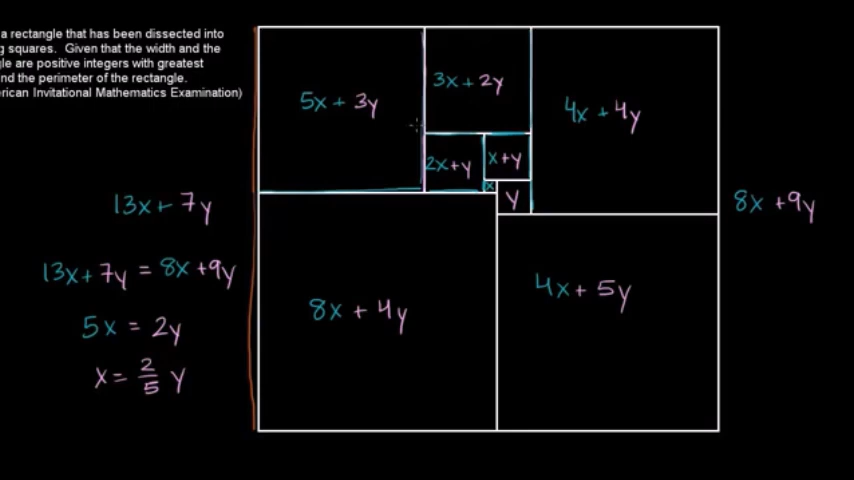 a rectangle that has been dissected into
g squares. Given that the width and the
gle are positive integers with greatest
nd the perimeter of the rectangle.
rican Invitational Mathematics Examination)
5x + 3y
3x + 2y
4x + 4y
2x + y
x + y
x
y
13x + 7y
8x + 9y
13x + 7y = 8x + 9y
8x + 4y
4x + 5y
5x = 2y
x = 2/5 y